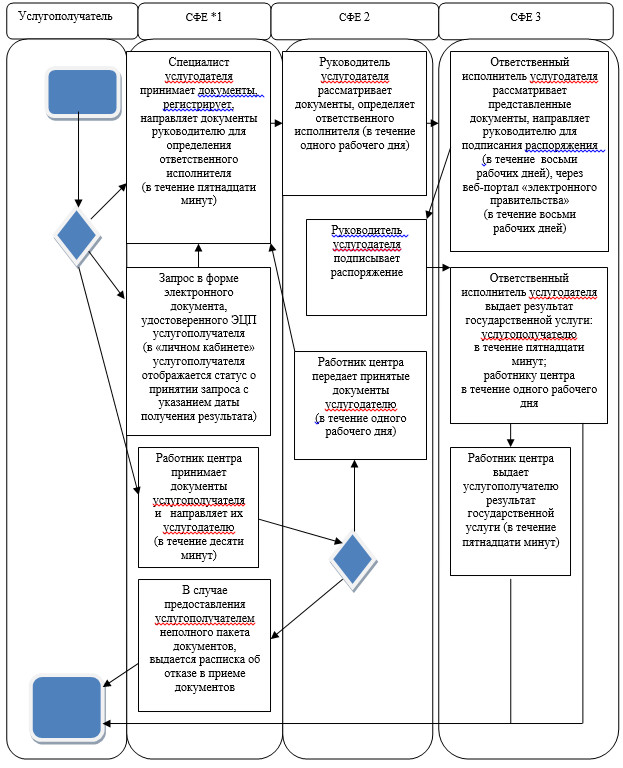 Услугополучатель
СФЕ *1
СФЕ 2
СФЕ 3
Специалист
услугодателя
принимает документы,
регистрирует,
направляет документы
руководителю для
определения
ответственного
исполнителя
(в течение пятнадцати
минут)
Руководитель
услугодателя
рассматривает
документы, определяет
ответственного
исполнителя (в течение
одного рабочего дня)
Ответственный
исполнитель услугодателя
рассматривает
представленные
документы, направляет
руководителю для
подписания распоряжения
(в течение восьми
рабочих дней), через
веб-портал «электронного
правительства»
(в течение восьми
рабочих дней)
Руководитель
услугодателя
подписывает
распоряжение
Запрос в форме
электронного
документа,
удостоверенного ЭЦП
услугополучателя
(в «личном кабинете»
услугополучателя
отображается статус о
принятии запроса с
указанием даты
получения результата)
Ответственный
исполнитель услугодателя
выдает результат
государственной услуги:
услугополучателю
в течение пятнадцати
минут;
работнику центра
в течение одного рабочего
дня
Работник центра
передает принятые
документы
услугодателю
(в течение одного
рабочего дня)
Работник центра
принимает
документы
услугополучателя
и направляет их
услугодателю
(в течение десяти
минут)
Работник центра
выдает
услугополучателю
результат
государственной
услуги (в течение
пятнадцати минут)
В случае
предоставления
услугополучателем
неполного пакета
документов,
выдается расписка об
отказе в приеме
документов